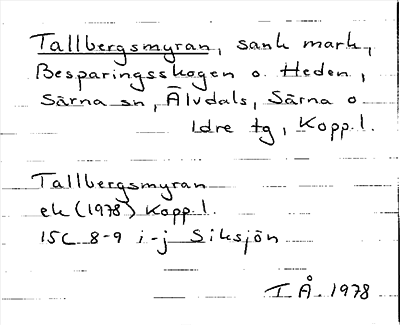 Tallbergsmyran, sank mark,
Besparingsskogen o. Heden,
Särna sn, Älvdals, Särna o
Idre tg, Kopp.l.
Tallbergsmyran
ek (1978) Kopp.l.
15C 8-9 i-j Siksjön
I Å 1978